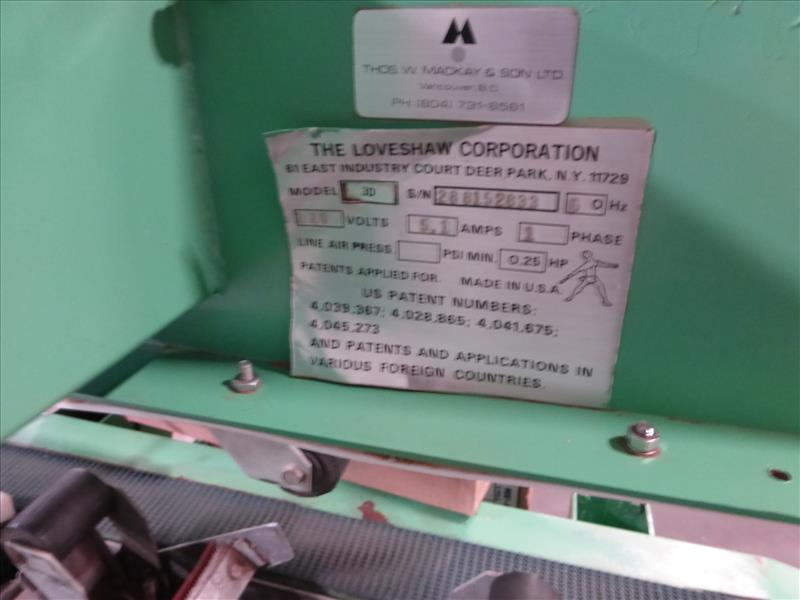 THOS. W. MACKAY & SON LTD.
Vancouver, B.C.
PH (604) 731-6581
THE LOVESHAW CORPORATION
61 EAST INDUSTRY COURT DEER PARK, N.Y. 11729
MODEL 3D S/N 288152833 6 0 Hz
VOLTS 5.1 AMPS 1 PHASE
LINE AIR PRESS PSI MIN. 0.25 HP
PATENTS APPLIED FOR. MADE IN U.S.A.
US PATENT NUMBERS:
4,039,367; 4,028,865; 4,041,675;
4,045,273
AND PATENTS AND APPLICATIONS IN
VARIOUS FOREIGN COUNTRIES.